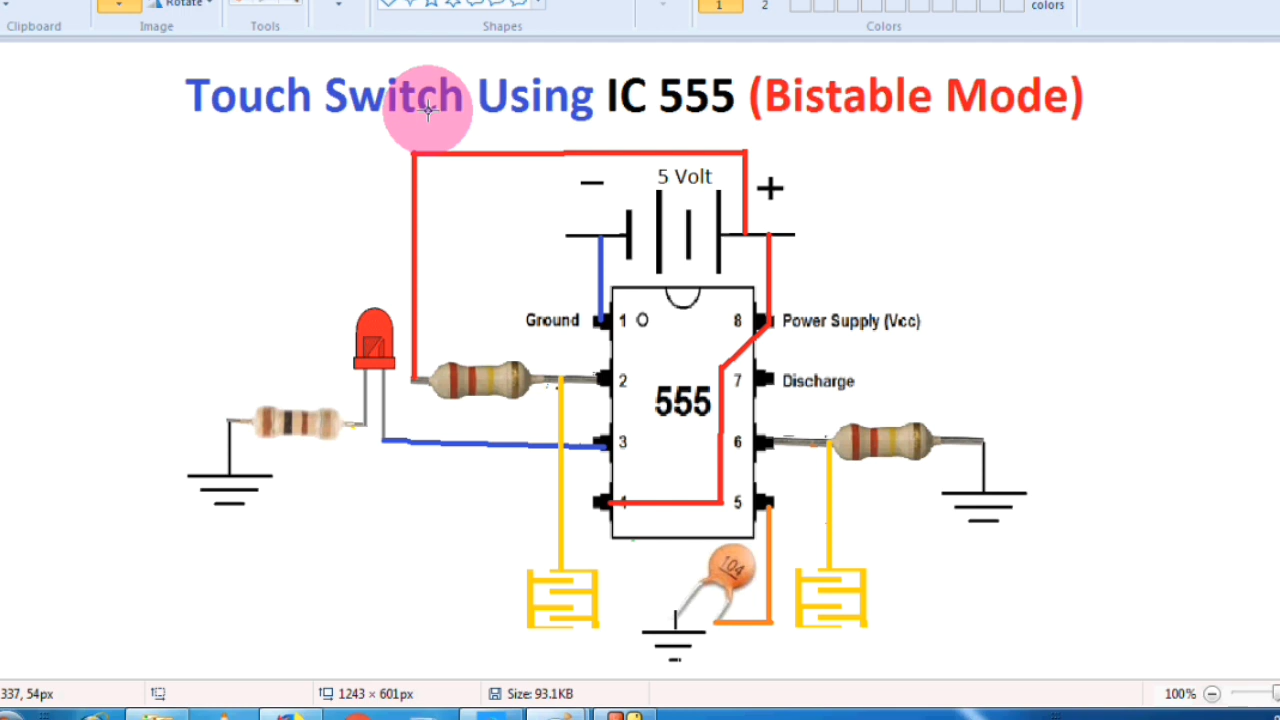 Rotate
1
2
colors
Clipboard
Image
Tools
Shapes
Colors
Touch Switch Using IC 555 (Bistable Mode)
5 Volt
−
+
Ground
1
8
Power Supply (Vcc)
2
7
Discharge
555
3
6
4
5
104
337, 54px
1243 × 601px
Size: 93.1KB
100%